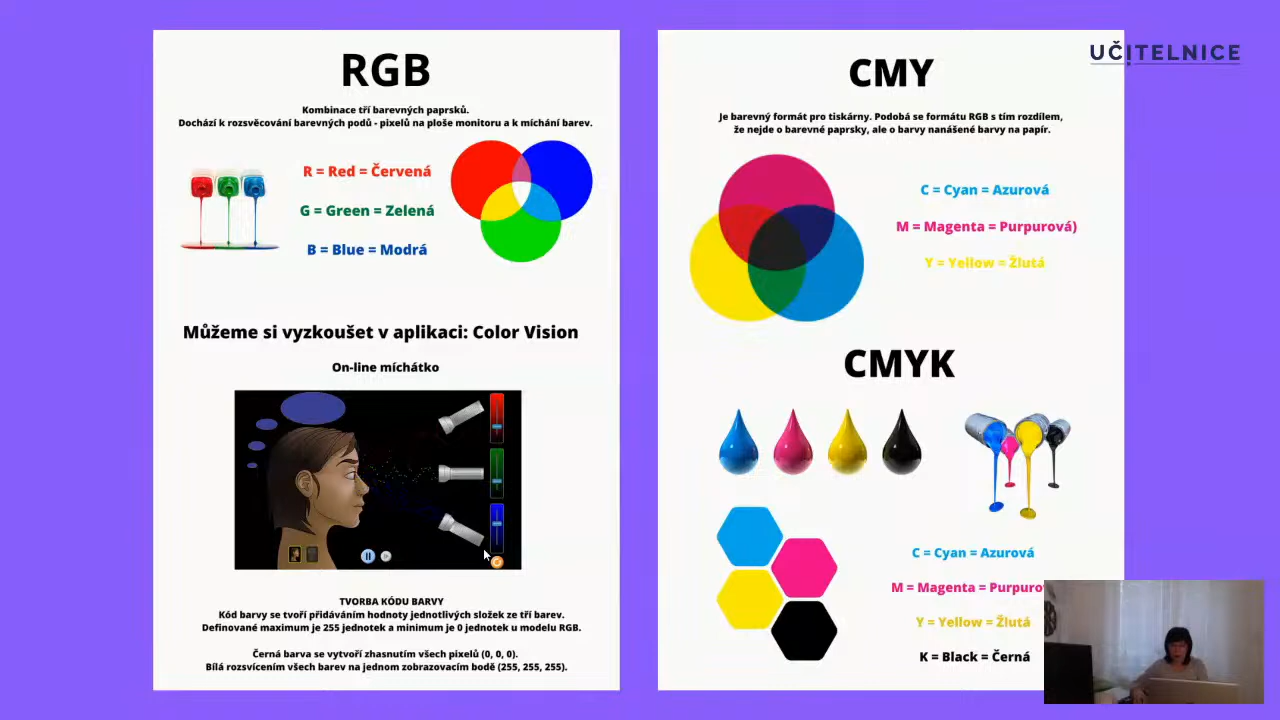 RGB
Kombinace tří barevných paprsků.
Dochází k rozsvěcování barevných podů - pixelů na ploše monitoru a k míchání barev.
R = Red = Červená
G = Green = Zelená
B = Blue = Modrá
Můžeme si vyzkoušet v aplikaci: Color Vision
On-line míchátko
TVORBA KÓDU BARVY
Kód barvy se tvoří přidáváním hodnoty jednotlivých složek ze tří barev.
Definované maximum je 255 jednotek a minimum je 0 jednotek u modelu RGB.
Černá barva se vytvoří zhasnutím všech pixelů (0, 0, 0).
Bílá rozsvícením všech barev na jednom zobrazovacím bodě (255, 255, 255).
UČITELNICE
CMY
Je barevný formát pro tiskárny. Podobá se formátu RGB s tím rozdílem,
že nejde o barevné paprsky, ale o barvy nanášené barvy na papír.
C = Cyan = Azurová
M = Magenta = Purpurová)
Y = Yellow = Žlutá
CMYK
C = Cyan = Azurová
M = Magenta = Purpuro
Y = Yellow = Žlutá
K = Black = Černá